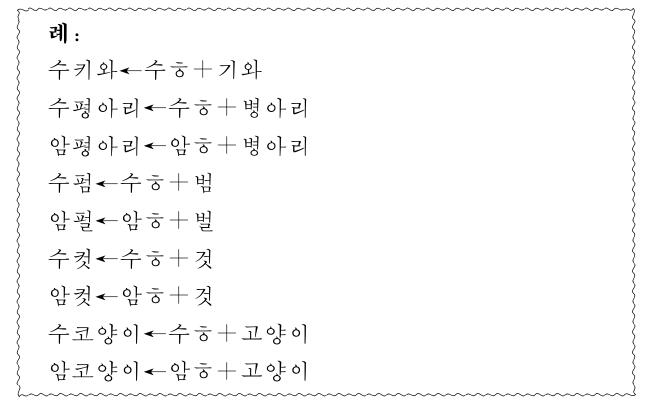 례:
수키와←수ㅎ+기와
수평아리←수ㅎ+병아리
암평아리←암ㅎ+병아리
수펌←수ㅎ+범
암펄←암ㅎ+벌
수컷←수ㅎ+것
암컷←암ㅎ+것
수코양이←수ㅎ+고양이
암코양이←암ㅎ+고양이